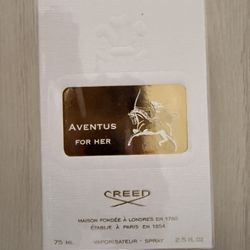 AVENTUS
FOR HER
CREED
MAISON FONDÉE À LONDRES EN 1760
ÉTABLIE À PARIS EN 1854
75 ML VAPORISATEUR - SPRAY 2.5 FL OZ